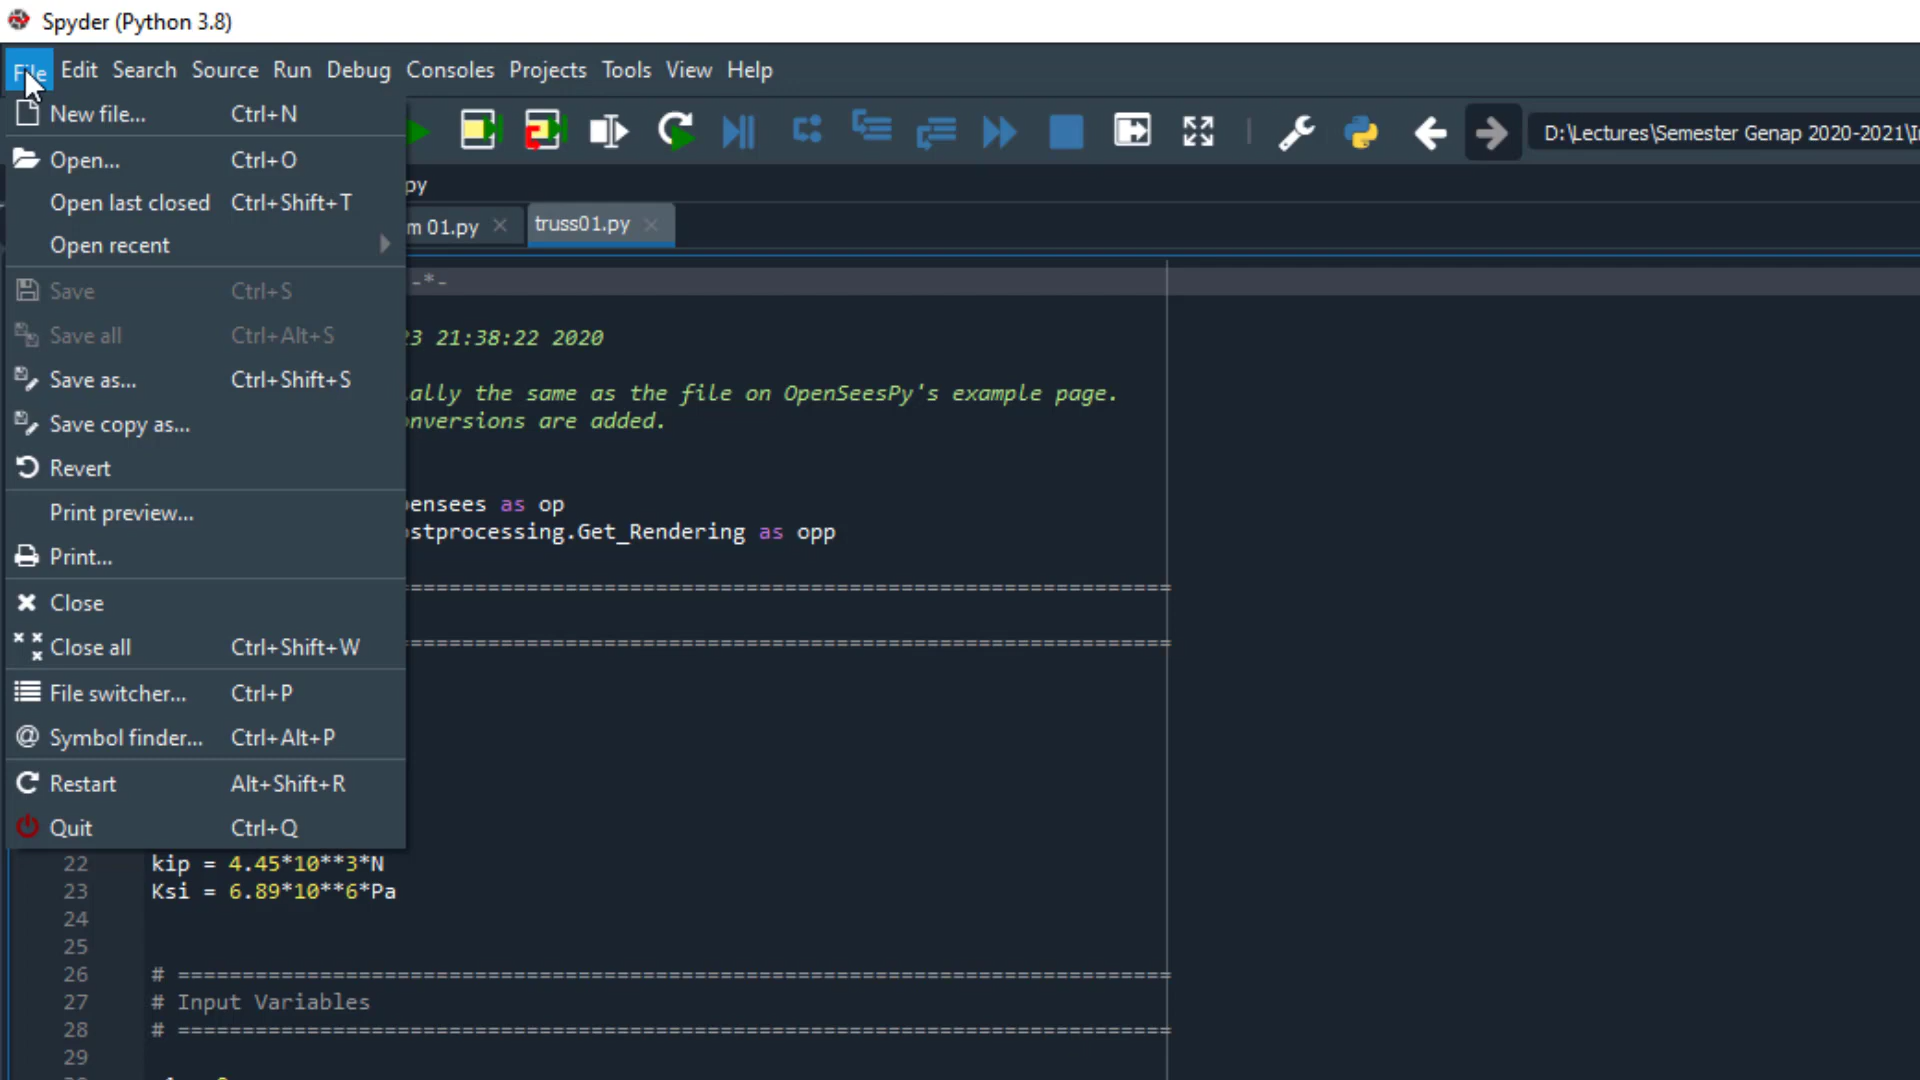 Spyder (Python 3.8)
File Edit Search Source Run Debug Consoles Projects Tools View Help
New file... Ctrl+N
Open... Ctrl+O
Open last closed Ctrl+Shift+T
Open recent
Save Ctrl+S
Save all Ctrl+Alt+S
Save as... Ctrl+Shift+S
Save copy as...
Revert
Print preview...
Print...
Close
Close all Ctrl+Shift+W
File switcher... Ctrl+P
@ Symbol finder... Ctrl+Alt+P
Restart Alt+Shift+R
Quit Ctrl+Q
D:\Lectures\Semester Genap 2020-2021\I
py
m 01.py truss01.py
-*-
23 21:38:22 2020
ally the same as the file on OpenSeesPy's example page.
onversions are added.
pensees as op
ostprocessing.Get_Rendering as opp
===========================================================
===========================================================
22 kip = 4.45*10**3*N
23 Ksi = 6.89*10**6*Pa
24
25
26 # =============================================================================
27 # Input Variables
28 # =============================================================================
29